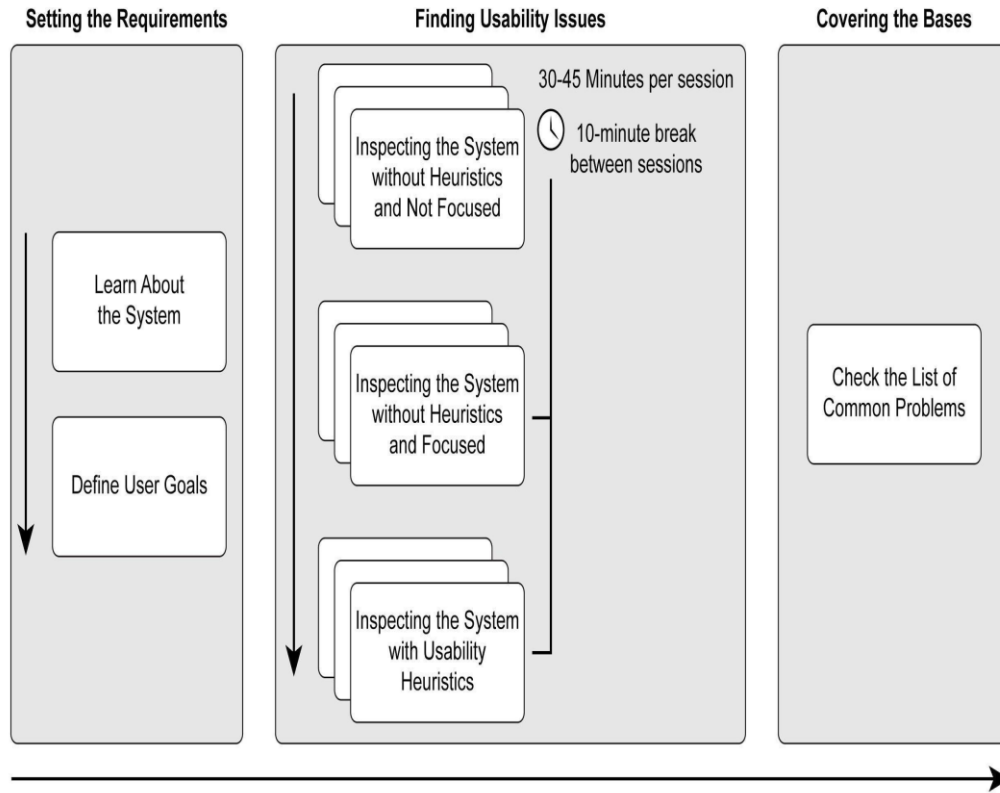 Setting the Requirements
Learn About
the System
Define User Goals
Finding Usability Issues
30-45 Minutes per session
10-minute break
between sessions
Inspecting the System
without Heuristics
and Not Focused
Inspecting the System
without Heuristics
and Focused
Inspecting the System
with Usability
Heuristics
Covering the Bases
Check the List of
Common Problems